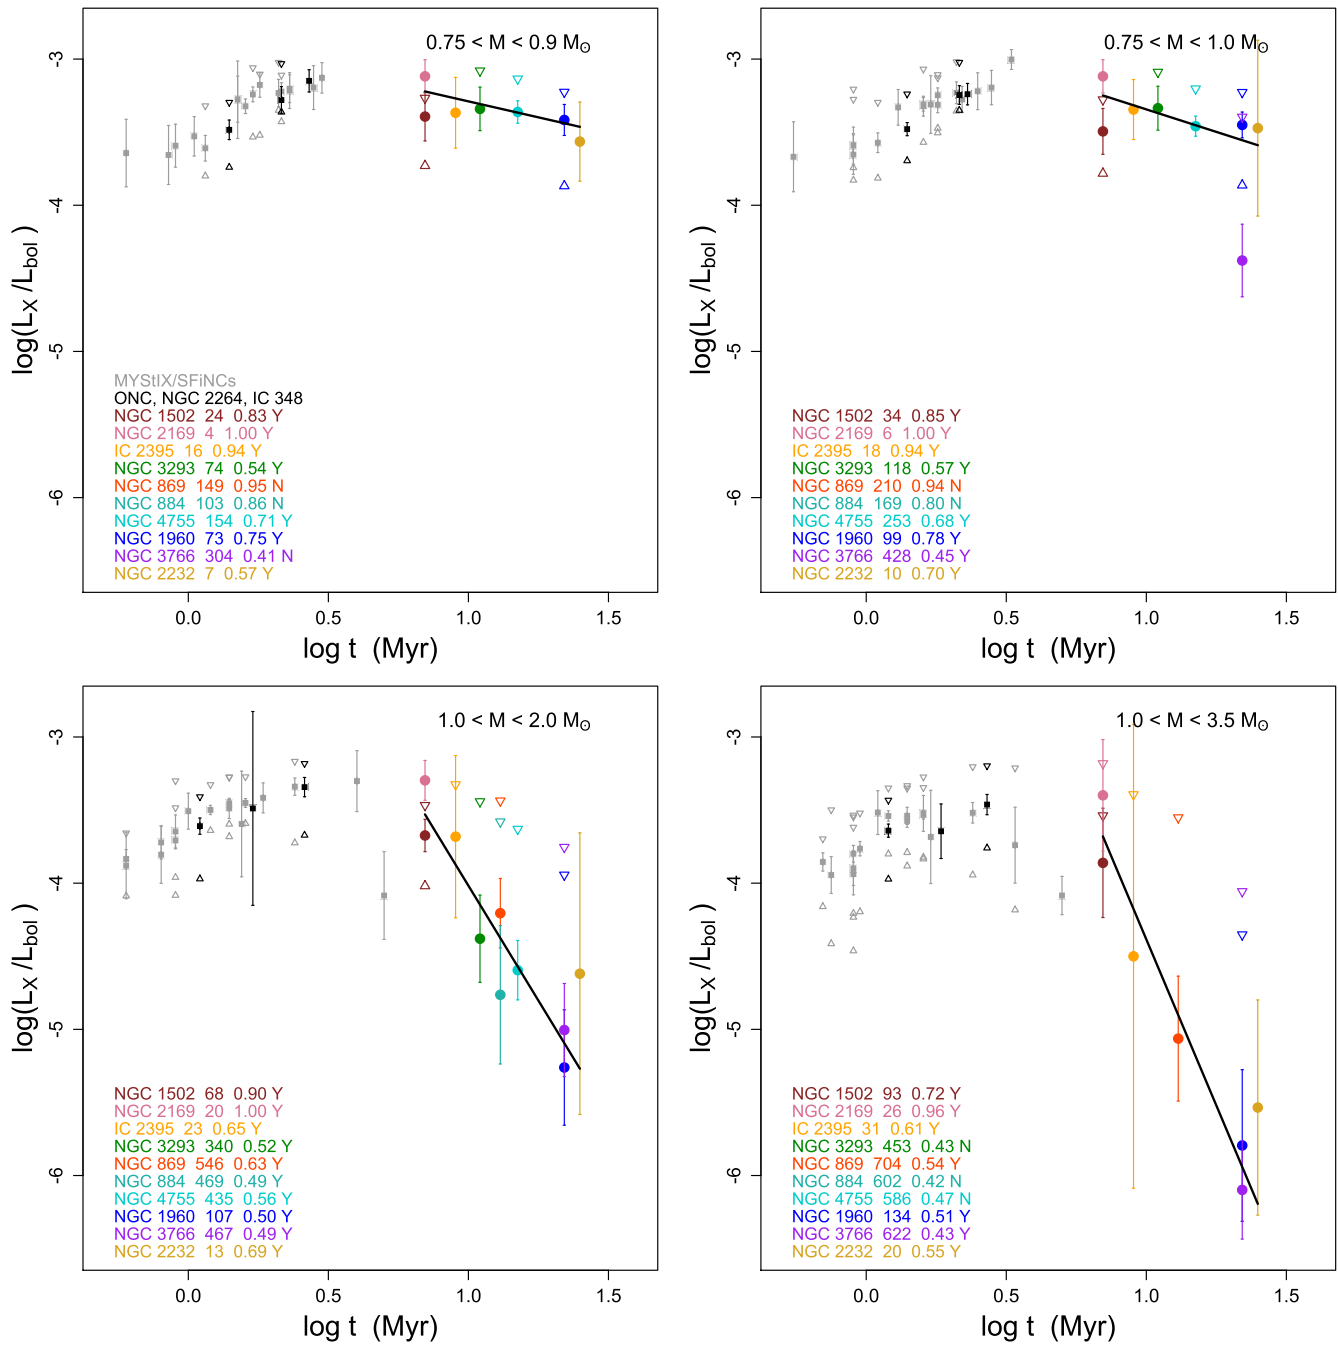 0.75 < M < 0.9 M⊙
-3
-4
-5
-6
log(LX /Lbol )
MYStIX/SFiNCs
ONC, NGC 2264, IC 348
NGC 1502 24 0.83 Y
NGC 2169 4 1.00 Y
IC 2395 16 0.94 Y
NGC 3293 74 0.54 Y
NGC 869 149 0.95 N
NGC 884 103 0.86 N
NGC 4755 154 0.71 Y
NGC 1960 73 0.75 Y
NGC 3766 304 0.41 N
NGC 2232 7 0.57 Y
0.0 0.5 1.0 1.5
log t (Myr)
0.75 < M < 1.0 M⊙
-3
-4
-5
-6
log(LX /Lbol )
NGC 1502 34 0.85 Y
NGC 2169 6 1.00 Y
IC 2395 18 0.94 Y
NGC 3293 118 0.57 Y
NGC 869 210 0.94 N
NGC 884 169 0.80 N
NGC 4755 253 0.68 Y
NGC 1960 99 0.78 Y
NGC 3766 428 0.45 Y
NGC 2232 10 0.70 Y
0.0 0.5 1.0 1.5
log t (Myr)
1.0 < M < 2.0 M⊙
-3
-4
-5
-6
log(LX /Lbol )
NGC 1502 68 0.90 Y
NGC 2169 20 1.00 Y
IC 2395 23 0.65 Y
NGC 3293 340 0.52 Y
NGC 869 546 0.63 Y
NGC 884 469 0.49 Y
NGC 4755 435 0.56 Y
NGC 1960 107 0.50 Y
NGC 3766 467 0.49 Y
NGC 2232 13 0.69 Y
0.0 0.5 1.0 1.5
log t (Myr)
1.0 < M < 3.5 M⊙
-3
-4
-5
-6
log(LX /Lbol )
NGC 1502 93 0.72 Y
NGC 2169 26 0.96 Y
IC 2395 31 0.61 Y
NGC 3293 453 0.43 N
NGC 869 704 0.54 Y
NGC 884 602 0.42 N
NGC 4755 586 0.47 N
NGC 1960 134 0.51 Y
NGC 3766 622 0.43 Y
NGC 2232 20 0.55 Y
0.0 0.5 1.0 1.5
log t (Myr)